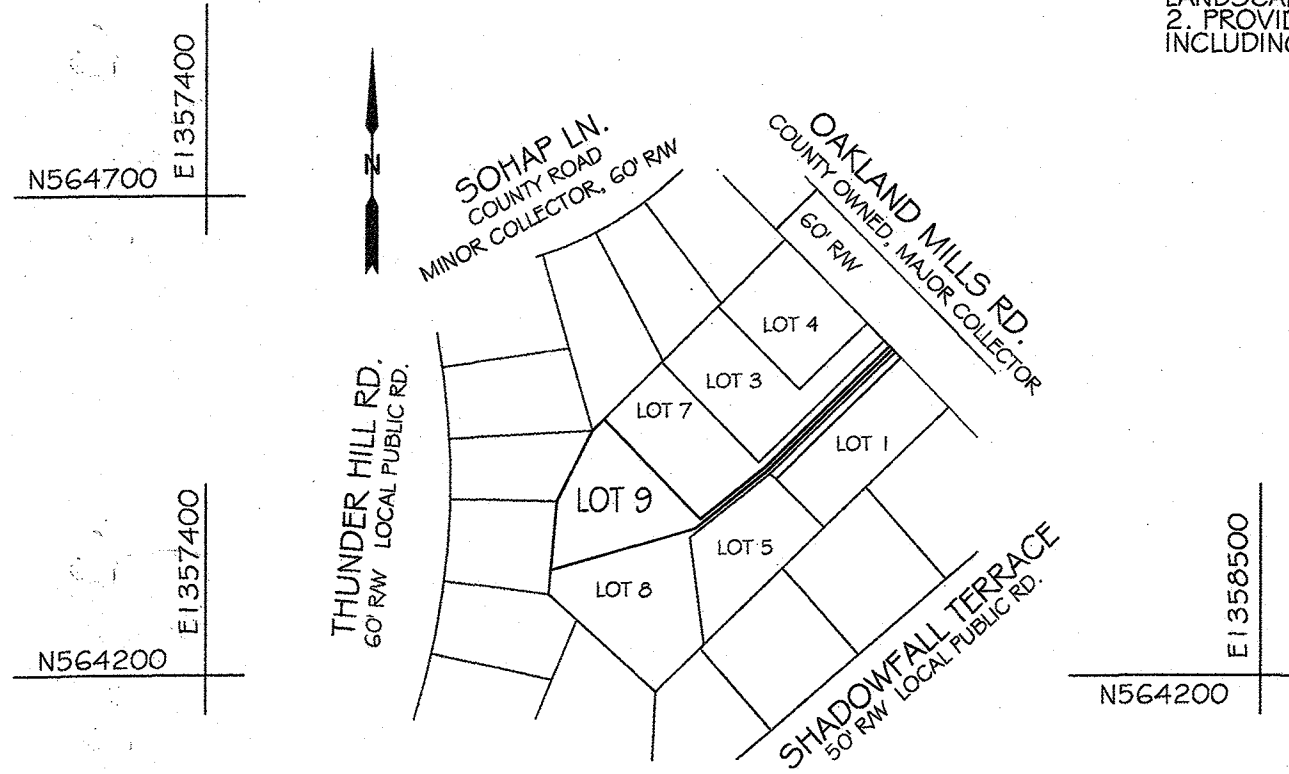 LANDSCA
2. PROVID
INCLUDING
E1357400
N564700
N
SOHAP LN.
COUNTY ROAD
MINOR COLLECTOR, 60' R/W
OAKLAND MILLS RD.
COUNTY OWNED, MAJOR COLLECTOR
60' R/W
LOT 4
LOT 3
LOT 7
LOT 1
LOT 9
LOT 5
LOT 8
THUNDER HILL RD.
60' R/W LOCAL PUBLIC RD.
SHADOWFALL TERRACE
50' R/W LOCAL PUBLIC RD.
E1357400
N564200
E1358500
N564200